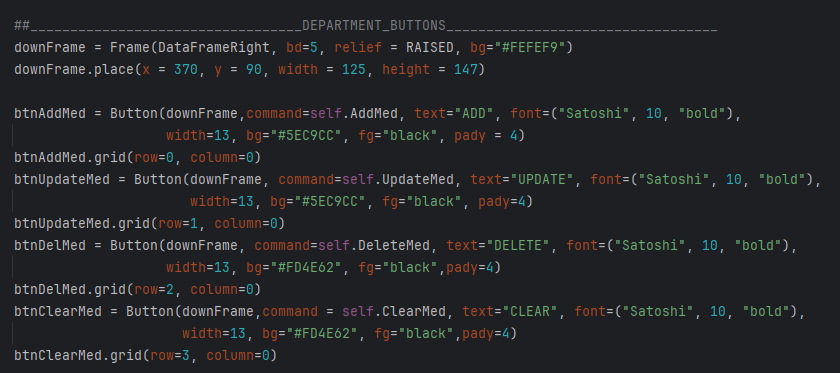 ##__________________________________DEPARTMENT_BUTTONS__________________________________
downFrame = Frame(DataFrameRight, bd=5, relief = RAISED, bg="#FEFEF9")
downFrame.place(x = 370, y = 90, width = 125, height = 147)
btnAddMed = Button(downFrame,command=self.AddMed, text="ADD", font=("Satoshi", 10, "bold"),
width=13, bg="#5EC9CC", fg="black", pady = 4)
btnAddMed.grid(row=0, column=0)
btnUpdateMed = Button(downFrame, command=self.UpdateMed, text="UPDATE", font=("Satoshi", 10, "bold"),
width=13, bg="#5EC9CC", fg="black", pady=4)
btnUpdateMed.grid(row=1, column=0)
btnDelMed = Button(downFrame, command=self.DeleteMed, text="DELETE", font=("Satoshi", 10, "bold"),
width=13, bg="#FD4E62", fg="black",pady=4)
btnDelMed.grid(row=2, column=0)
btnClearMed = Button(downFrame,command = self.ClearMed, text="CLEAR", font=("Satoshi", 10, "bold"),
width=13, bg="#FD4E62", fg="black",pady=4)
btnClearMed.grid(row=3, column=0)